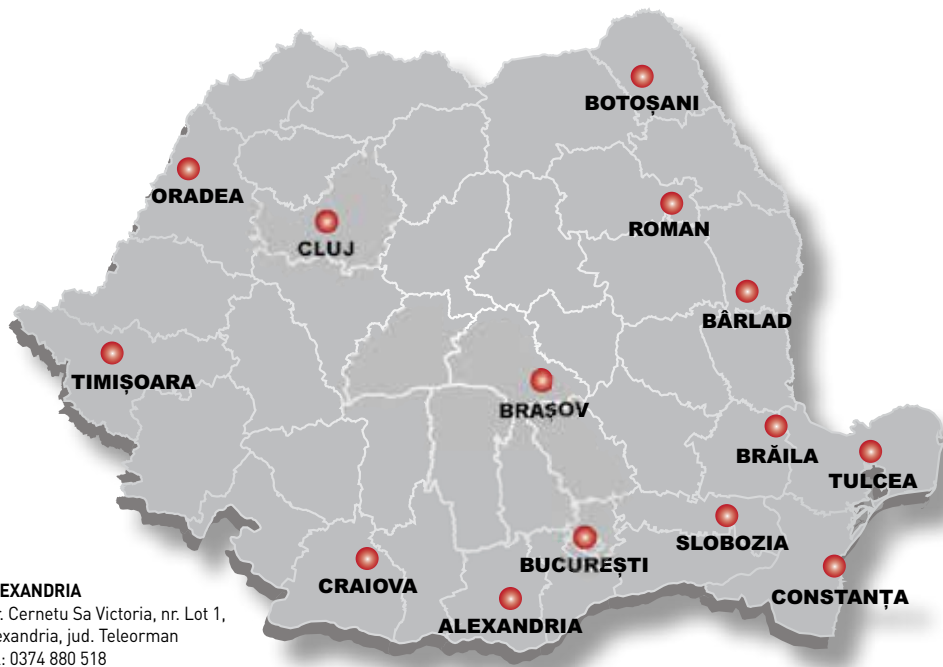 BOTOȘANI
ORADEA
ROMAN
CLUJ
BÂRLAD
TIMIȘOARA
BRAȘOV
BRĂILA
TULCEA
SLOBOZIA
BUCUREȘTI
CRAIOVA
CONSTANȚA
ALEXANDRIA
EXANDRIA
. Cernetu Sa Victoria, nr. Lot 1,
exandria, jud. Teleorman
.: 0374 880 518